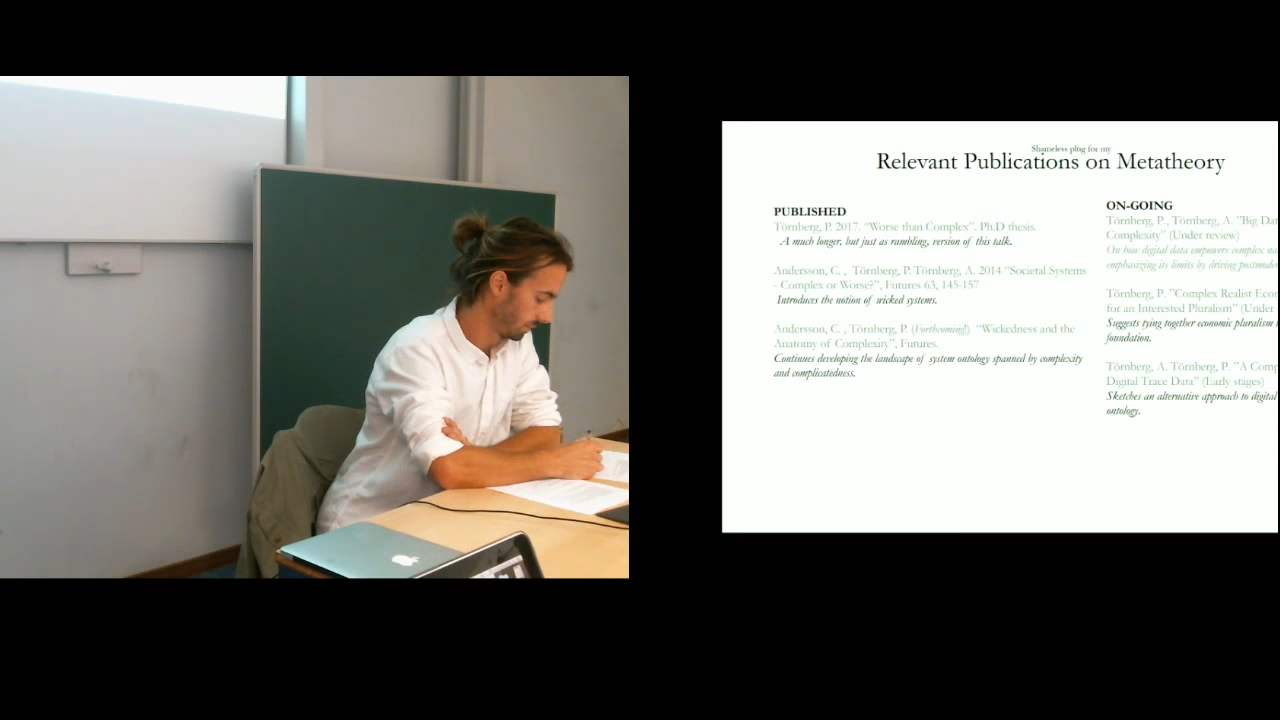 Shameless plug for my
Relevant Publications on Metatheory
PUBLISHED
Törnberg, P. 2017. “Worse than Complex”. Ph.D thesis.
A much longer, but just as rambling, version of this talk.
Andersson, C. , Törnberg, P. Törnberg, A. 2014 “Societal Systems
- Complex or Worse?”, Futures 63, 145-157
Introduces the notion of wicked systems.
Andersson, C. , Törnberg, P. (Forthcoming!) “Wickedness and the
Anatomy of Complexity”, Futures.
Continues developing the landscape of system ontology spanned by complexity
and complicatedness.
ON-GOING
Törnberg, P., Törnberg, A. ”Big Da
Complexity” (Under review)
On how digital data empowers complex na
emphasizing its limits by driving postmode
Törnberg, P. ”Complex Realist Econ
for an Interested Pluralism” (Under
Suggests tying together economic pluralism
foundation.
Törnberg, A. Törnberg, P. ”A Comp
Digital Trace Data” (Early stages)
Sketches an alternative approach to digital
ontology.